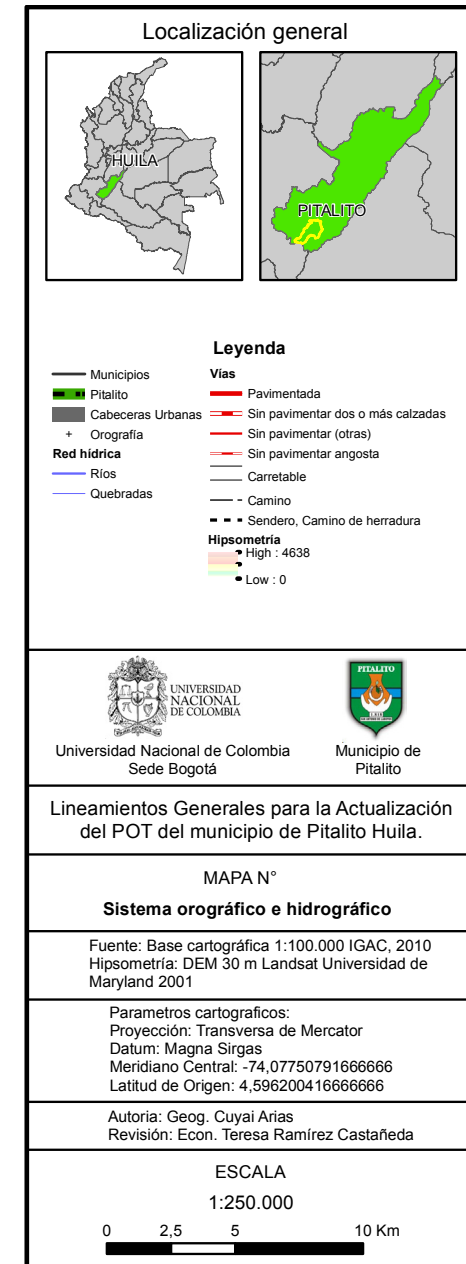 Localización general
HUILA
PITALITO
Leyenda
Municipios
Pitalito
Cabeceras Urbanas
+ Orografía
Red hídrica
Ríos
Quebradas
Vías
Pavimentada
Sin pavimentar dos o más calzadas
Sin pavimentar (otras)
Sin pavimentar angosta
Carretable
Camino
Sendero, Camino de herradura
Hipsometría
High : 4638
Low : 0
UNIVERSIDAD
NACIONAL
DE COLOMBIA
Universidad Nacional de Colombia
Sede Bogotá
PITALITO
Municipio de
Pitalito
Lineamientos Generales para la Actualización
del POT del municipio de Pitalito Huila.
MAPA N°
Sistema orográfico e hidrográfico
Fuente: Base cartográfica 1:100.000 IGAC, 2010
Hipsometría: DEM 30 m Landsat Universidad de
Maryland 2001
Parametros cartograficos:
Proyección: Transversa de Mercator
Datum: Magna Sirgas
Meridiano Central: -74,07750791666666
Latitud de Origen: 4,596200416666666
Autoria: Geog. Cuyai Arias
Revisión: Econ. Teresa Ramírez Castañeda
ESCALA
1:250.000
0 2,5 5 10 Km